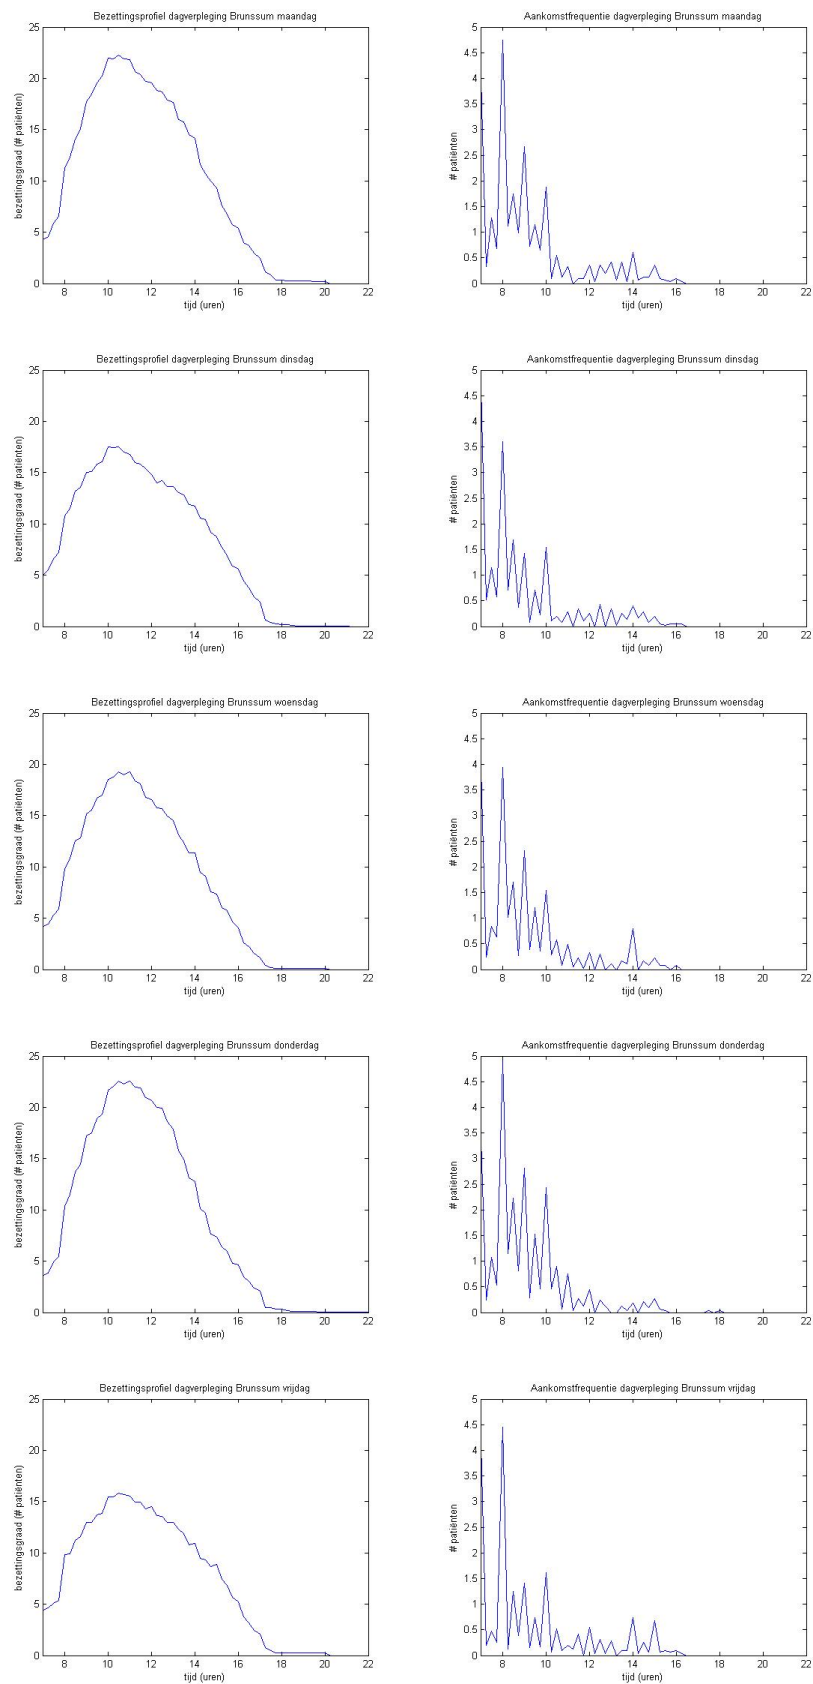 Bezettingsprofiel dagverpleging Brunssum maandag
25
20
15
10
5
0
bezettingsgraad (# patiënten)
8 10 12 14 16 18 20 22
tijd (uren)
Aankomstfrequentie dagverpleging Brunssum maandag
5
4.5
4
3.5
3
2.5
2
1.5
1
0.5
0
# patiënten
8 10 12 14 16 18 20 22
tijd (uren)
Bezettingsprofiel dagverpleging Brunssum dinsdag
25
20
15
10
5
0
bezettingsgraad (# patiënten)
8 10 12 14 16 18 20 22
tijd (uren)
Aankomstfrequentie dagverpleging Brunssum dinsdag
5
4.5
4
3.5
3
2.5
2
1.5
1
0.5
0
# patiënten
8 10 12 14 16 18 20 22
tijd (uren)
Bezettingsprofiel dagverpleging Brunssum woensdag
25
20
15
10
5
0
bezettingsgraad (# patiënten)
8 10 12 14 16 18 20 22
tijd (uren)
Aankomstfrequentie dagverpleging Brunssum woensdag
5
4.5
4
3.5
3
2.5
2
1.5
1
0.5
0
# patiënten
8 10 12 14 16 18 20 22
tijd (uren)
Bezettingsprofiel dagverpleging Brunssum donderdag
25
20
15
10
5
0
bezettingsgraad (# patiënten)
8 10 12 14 16 18 20 22
tijd (uren)
Aankomstfrequentie dagverpleging Brunssum donderdag
5
4.5
4
3.5
3
2.5
2
1.5
1
0.5
0
# patiënten
8 10 12 14 16 18 20 22
tijd (uren)
Bezettingsprofiel dagverpleging Brunssum vrijdag
25
20
15
10
5
0
bezettingsgraad (# patiënten)
8 10 12 14 16 18 20 22
tijd (uren)
Aankomstfrequentie dagverpleging Brunssum vrijdag
5
4.5
4
3.5
3
2.5
2
1.5
1
0.5
0
# patiënten
8 10 12 14 16 18 20 22
tijd (uren)